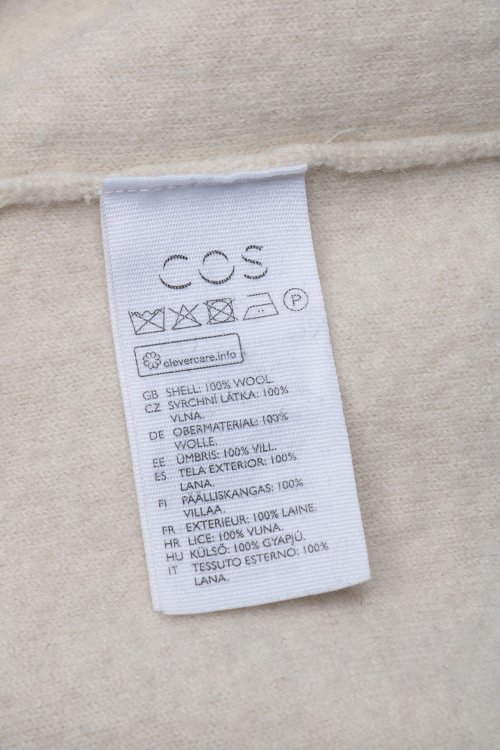 COS
P
clevercare.info
GB SHELL: 100% WOOL.
CZ SVRCHNÍ LÁTKA: 100%
VLNA.
DE OBERMATERIAL: 100%
WOLLE.
EE ÜMBRIS: 100% VILL.
ES TELA EXTERIOR: 100%
LANA.
FI PÄÄLLISKANGAS: 100%
VILLAA.
FR EXTERIEUR: 100% LAINE.
HR LICE: 100% VUNA.
HU KÜLSŐ: 100% GYAPJÚ.
IT TESSUTO ESTERNO: 100%
LANA.